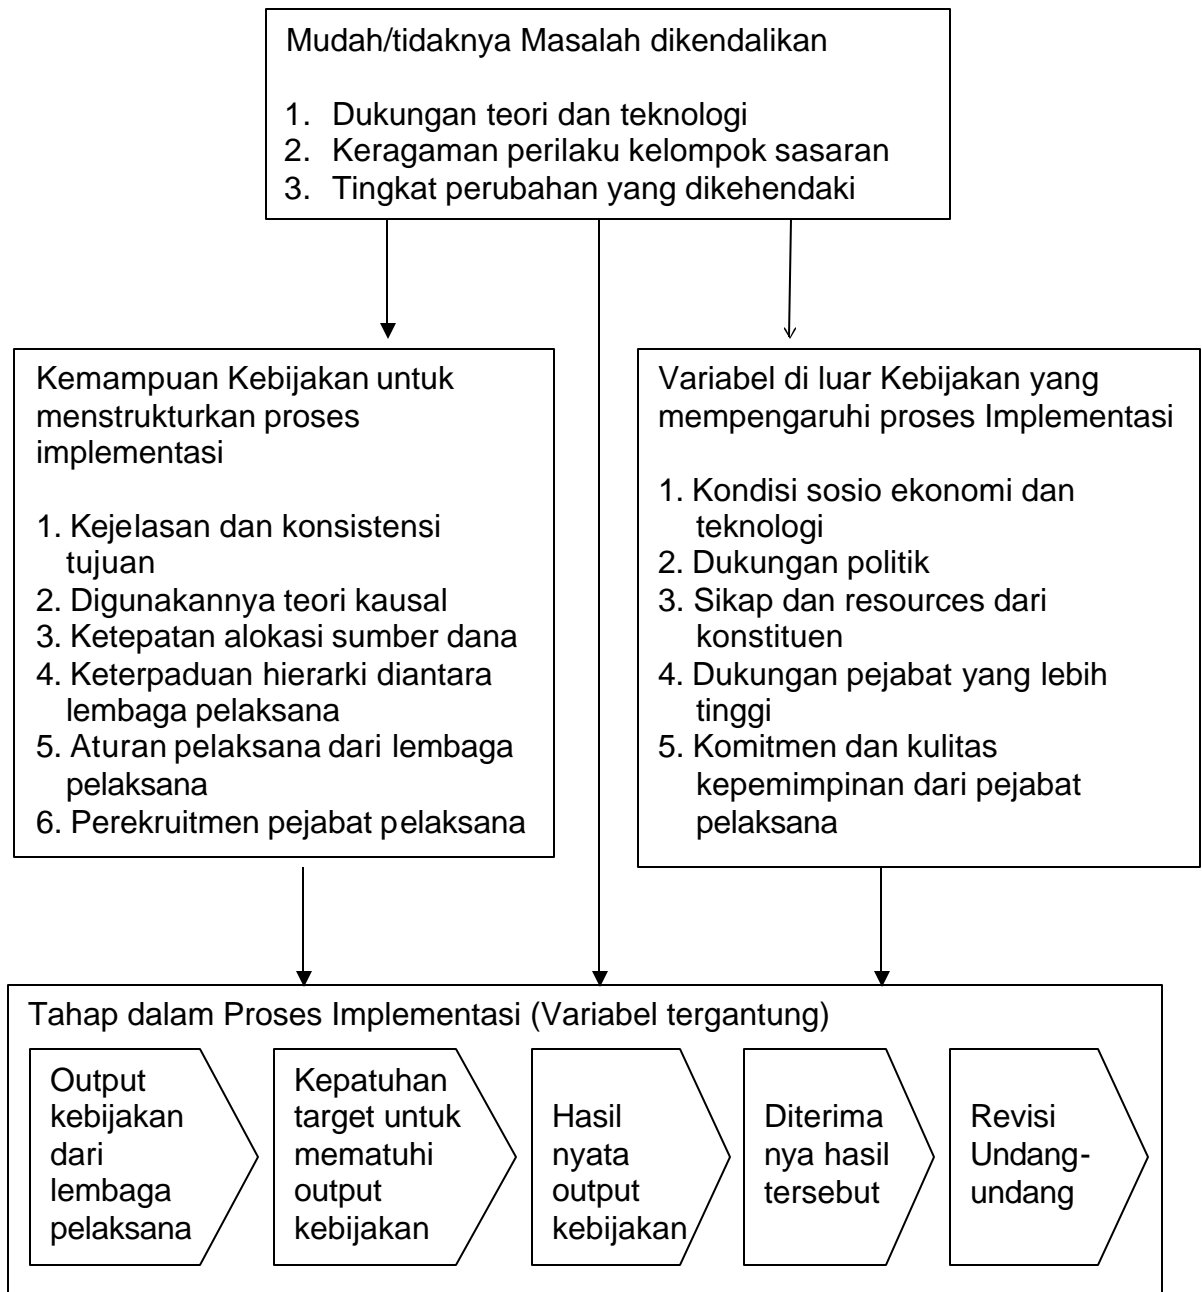 Mudah/tidaknya Masalah dikendalikan
1. Dukungan teori dan teknologi
2. Keragaman perilaku kelompok sasaran
3. Tingkat perubahan yang dikehendaki
Kemampuan Kebijakan untuk
menstrukturkan proses
implementasi
1. Kejelasan dan konsistensi
tujuan
2. Digunakannya teori kausal
3. Ketepatan alokasi sumber dana
4. Keterpaduan hierarki diantara
lembaga pelaksana
5. Aturan pelaksana dari lembaga
pelaksana
6. Perekruitmen pejabat pelaksana
Variabel di luar Kebijakan yang
mempengaruhi proses Implementasi
1. Kondisi sosio ekonomi dan
teknologi
2. Dukungan politik
3. Sikap dan resources dari
konstituen
4. Dukungan pejabat yang lebih
tinggi
5. Komitmen dan kulitas
kepemimpinan dari pejabat
pelaksana
Tahap dalam Proses Implementasi (Variabel tergantung)
Output
kebijakan
dari
lembaga
pelaksana
Kepatuhan
target untuk
mematuhi
output
kebijakan
Hasil
nyata
output
kebijakan
Diterima
nya hasil
tersebut
Revisi
Undang-
undang